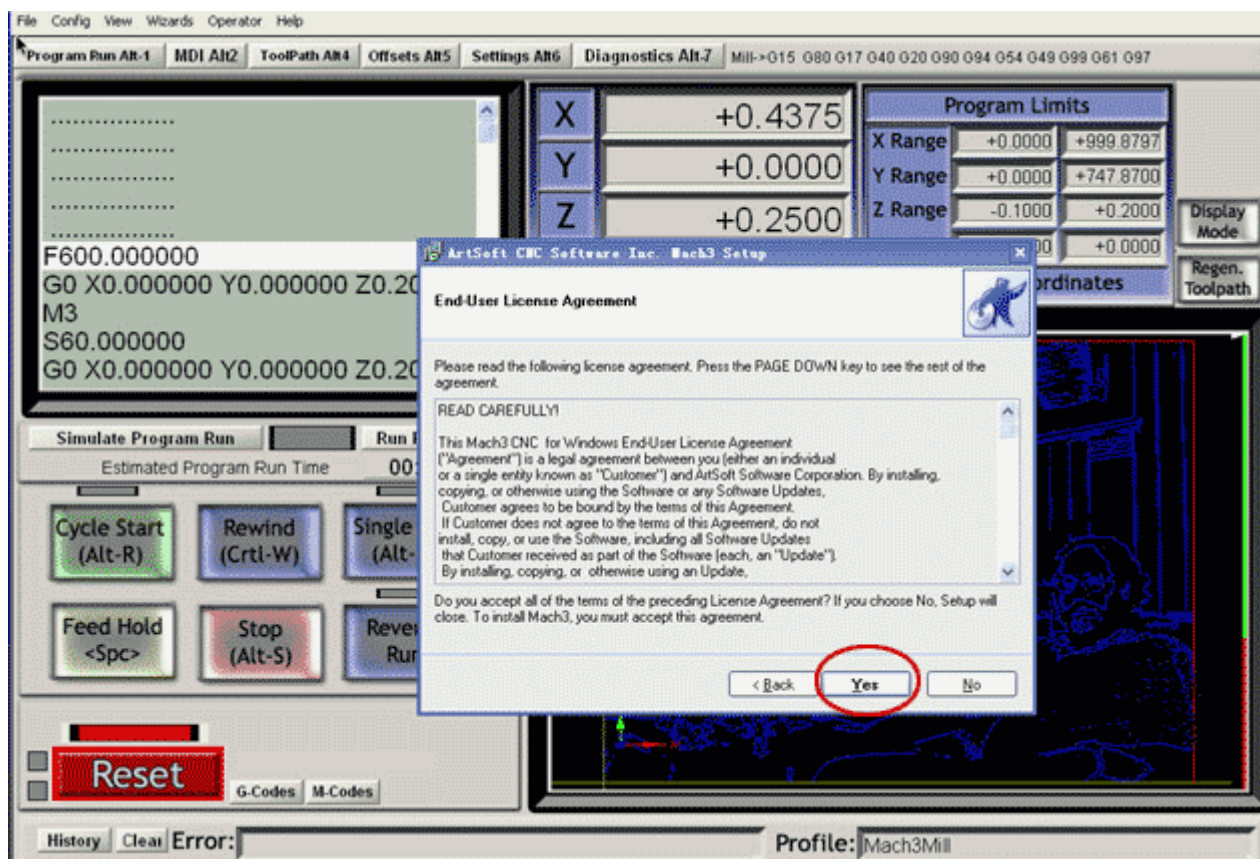 File Config View Wizards Operator Help
Program Run Alt-1 MDI Alt2 ToolPath Alt4 Offsets Alt5 Settings Alt6 Diagnostics Alt-7 Mill->G15 G80 G17 G40 G20 G90 G94 G54 G49 G99 G61 G97
................
................
................
................
................
F600.000000
G0 X0.000000 Y0.000000 Z0.20
M3
S60.000000
G0 X0.000000 Y0.000000 Z0.20
X +0.4375
Y +0.0000
Z +0.2500
Program Limits
X Range +0.0000 +999.8797
Y Range +0.0000 +747.8700
Z Range -0.1000 +0.2000
00 +0.0000
rdinates
Display
Mode
Regen.
Toolpath
ArtSoft CNC Software Inc. Mach3 Setup
End-User License Agreement
Please read the following license agreement. Press the PAGE DOWN key to see the rest of the
agreement.
READ CAREFULLY!
This Mach3 CNC for Windows End-User License Agreement
("Agreement") is a legal agreement between you (either an individual
or a single entity known as "Customer") and ArtSoft Software Corporation. By installing,
copying, or otherwise using the Software or any Software Updates,
Customer agrees to be bound by the terms of this Agreement.
If Customer does not agree to the terms of this Agreement, do not
install, copy, or use the Software, including all Software Updates
that Customer received as part of the Software (each, an "Update").
By installing, copying, or otherwise using an Update,
Do you accept all of the terms of the preceding License Agreement? If you choose No, Setup will
close. To install Mach3, you must accept this agreement.
< Back Yes No
Simulate Program Run Run
Estimated Program Run Time 00:
Cycle Start
(Alt-R)
Rewind
(Crtl-W)
Single
(Alt-
Feed Hold
<Spc>
Stop
(Alt-S)
Rever
Run
Reset
G-Codes M-Codes
History Clear Error: Profile: Mach3Mill